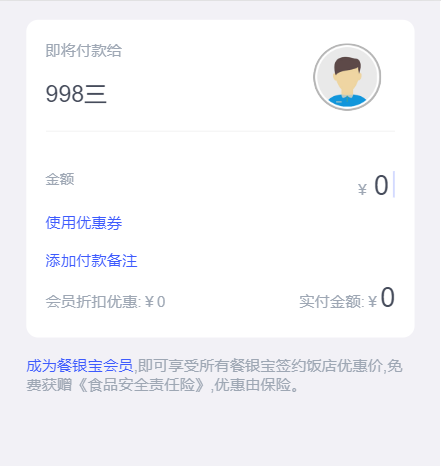 即将付款给
998三
金额
¥ 0
使用优惠券
添加付款备注
会员折扣优惠: ¥ 0 实付金额: ¥ 0
成为餐银宝会员,即可享受所有餐银宝签约饭店优惠价,免
费获赠《食品安全责任险》,优惠由保险。